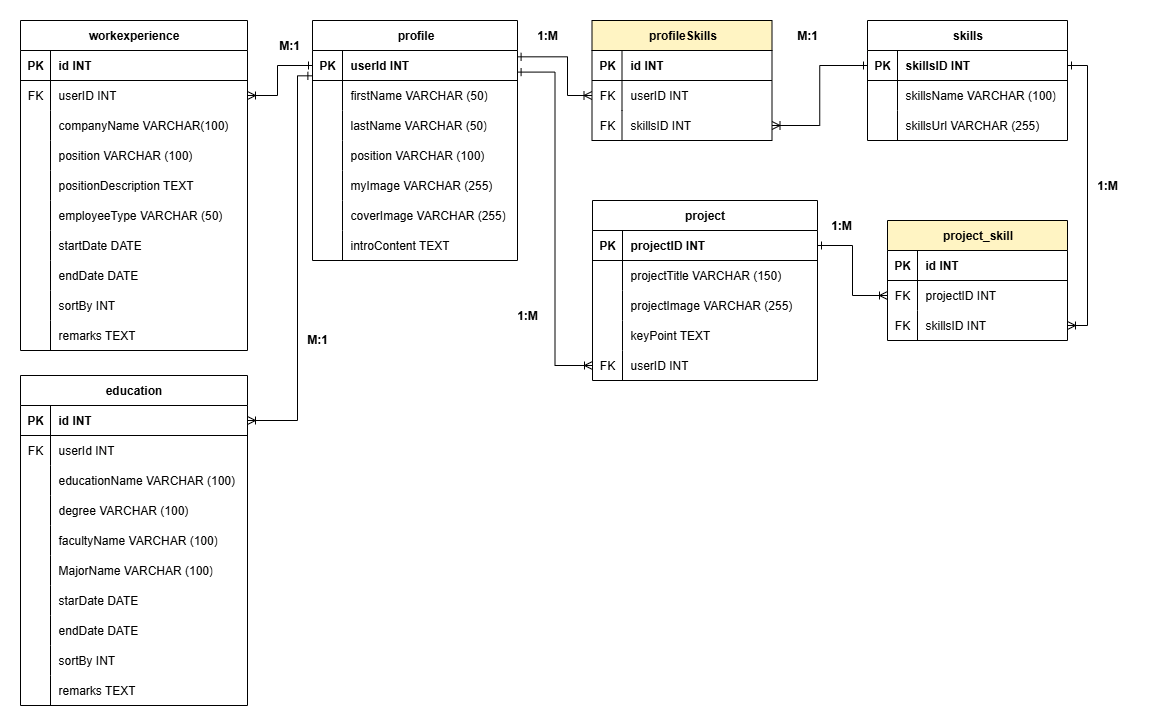 workexperience
PK id INT
FK userID INT
companyName VARCHAR(100)
position VARCHAR (100)
positionDescription TEXT
employeeType VARCHAR (50)
startDate DATE
endDate DATE
sortBy INT
remarks TEXT
M:1
profile
PK userId INT
firstName VARCHAR (50)
lastName VARCHAR (50)
position VARCHAR (100)
myImage VARCHAR (255)
coverImage VARCHAR (255)
introContent TEXT
1:M
profileSkills
PK id INT
FK userID INT
FK skillsID INT
M:1
skills
PK skillsID INT
skillsName VARCHAR (100)
skillsUrl VARCHAR (255)
1:M
project
PK projectID INT
projectTitle VARCHAR (150)
projectImage VARCHAR (255)
keyPoint TEXT
FK userID INT
1:M
project_skill
PK id INT
FK projectID INT
FK skillsID INT
1:M
M:1
education
PK id INT
FK userId INT
educationName VARCHAR (100)
degree VARCHAR (100)
facultyName VARCHAR (100)
MajorName VARCHAR (100)
starDate DATE
endDate DATE
sortBy INT
remarks TEXT